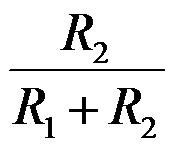 R₂
R₁ + R₂